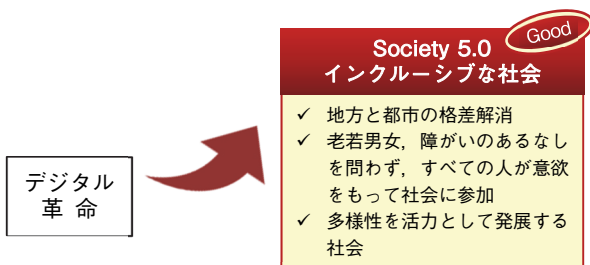 Good
Society 5.0
インクルーシブな社会
✓ 地方と都市の格差解消
✓ 老若男女，障がいのあるなし
を問わず，すべての人が意欲
をもって社会に参加
✓ 多様性を活力として発展する
社会
デジタル
革 命